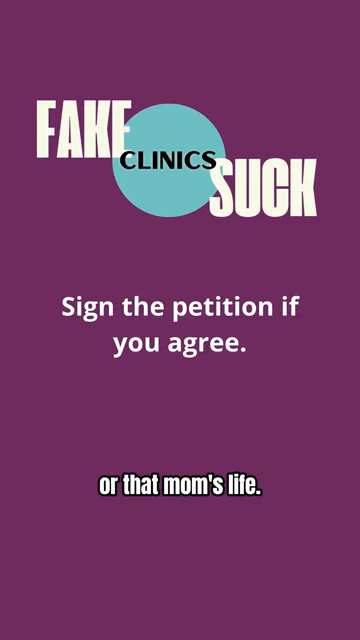 FAKE
CLINICS
SUCK
Sign the petition if
you agree.
or that mom's life.